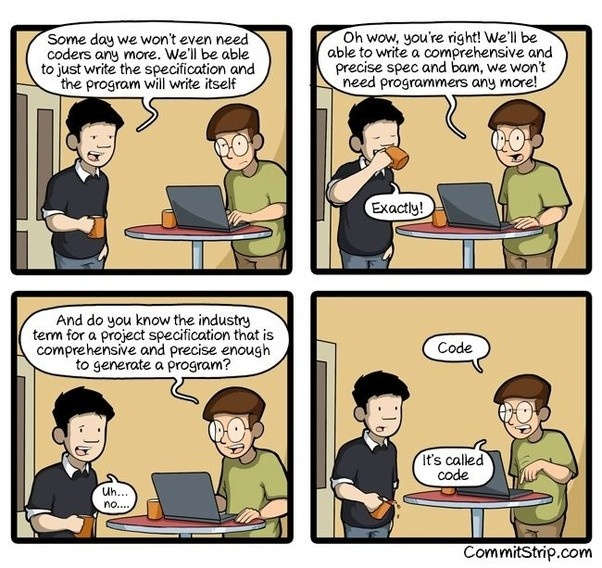 Some day we won't even need
coders any more. We'll be able
to just write the specification and
the program will write itself
Oh wow, you're right! We'll be
able to write a comprehensive and
precise spec and bam, we won't
need programmers any more!
Exactly!
And do you know the industry
term for a project specification that is
comprehensive and precise enough
to generate a program?
Uh...
no....
Code
It's called
code
CommitStrip.com